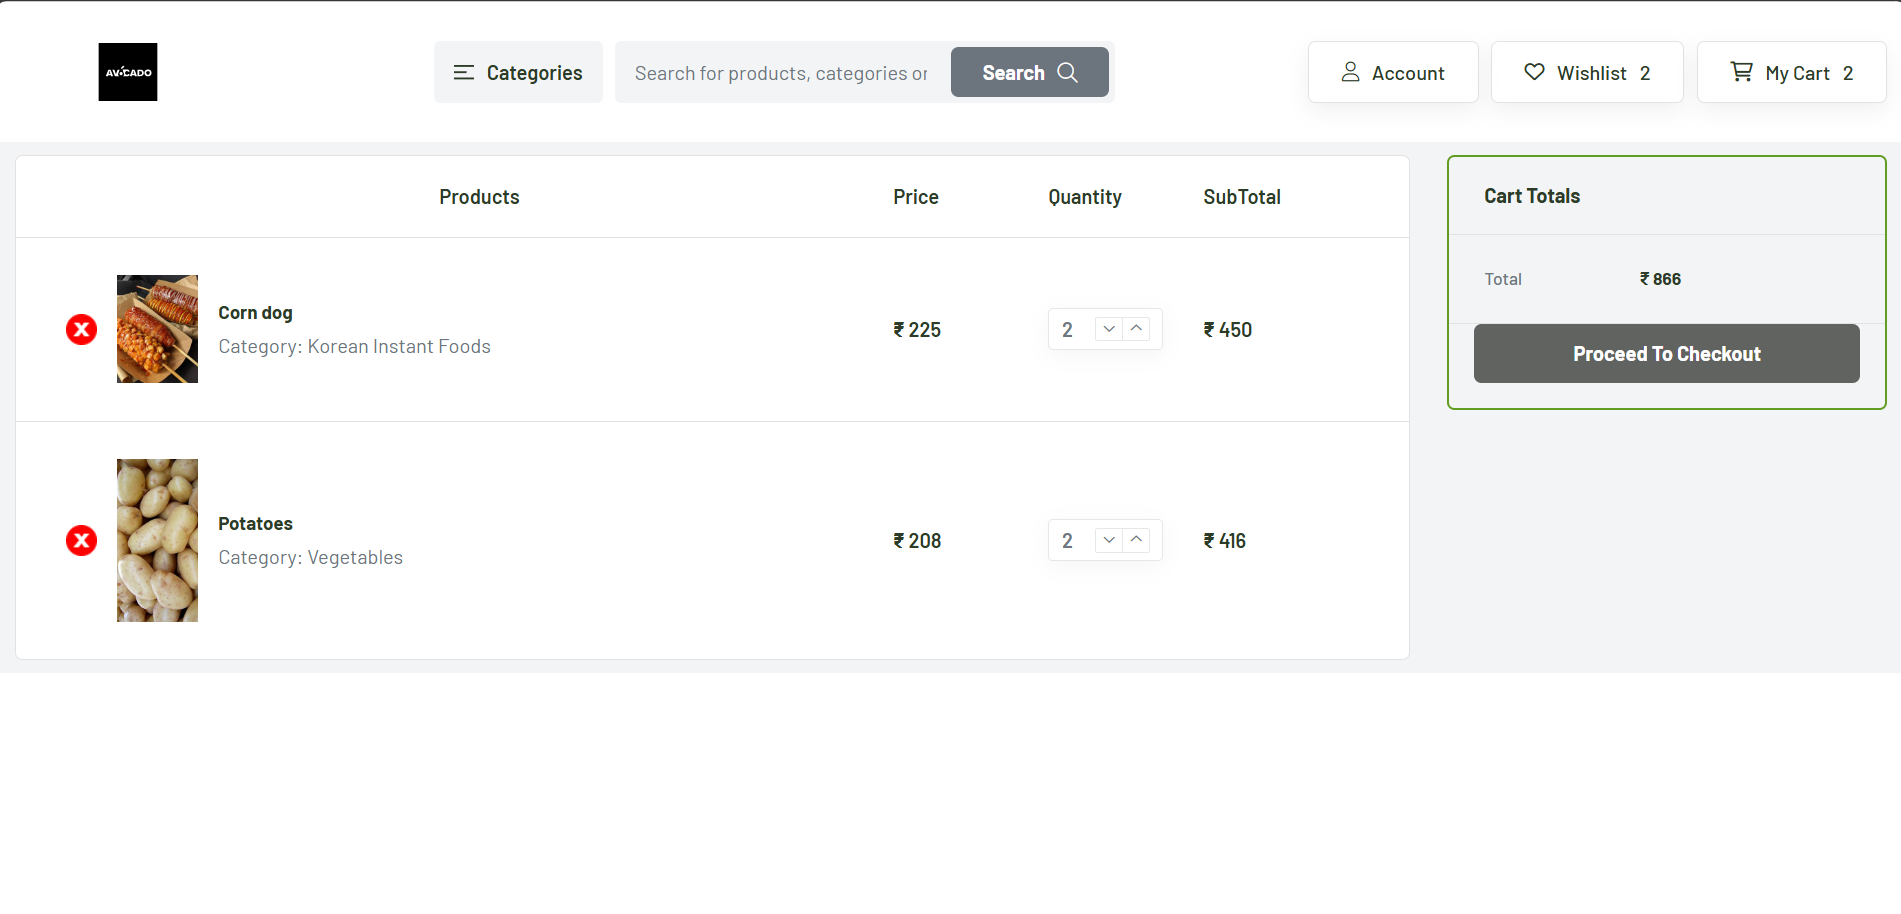 AVOCADO
Categories
Search for products, categories or
Search
Account
Wishlist 2
My Cart 2
Products Price Quantity SubTotal
Corn dog
Category: Korean Instant Foods
₹ 225 2 ₹ 450
Potatoes
Category: Vegetables
₹ 208 2 ₹ 416
Cart Totals
Total ₹ 866
Proceed To Checkout